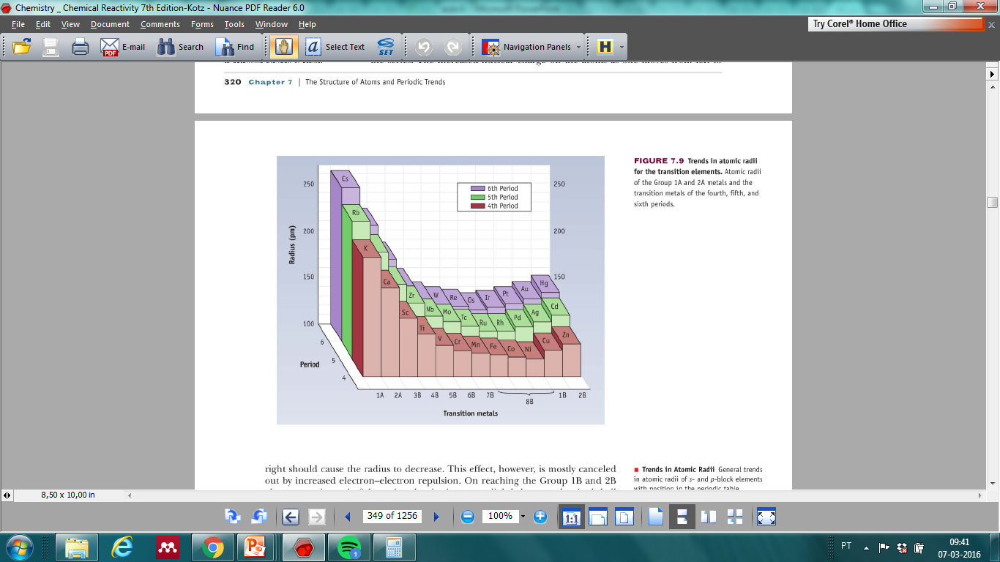 Chemistry _ Chemical Reactivity 7th Edition-Kotz - Nuance PDF Reader 6.0
File Edit View Document Comments Forms Tools Window Help
Try Corel® Home Office
PDF E-mail Search Find a Select Text SET Navigation Panels H
320 Chapter 7 | The Structure of Atoms and Periodic Trends
FIGURE 7.9 Trends in atomic radii
for the transition elements. Atomic radii
of the Group 1A and 2A metals and the
transition metals of the fourth, fifth, and
sixth periods.
Radius (pm)
250
200
150
100
250
200
150
6th Period
5th Period
4th Period
Cs
W Re Os Ir Pt Au Hg
Rb
Zr Nb Mo Tc Ru Rh Pd Ag Cd
K Ca Sc Ti V Cr Mn Fe Co Ni Cu Zn
6
5
4
Period
1A 2A 3B 4B 5B 6B 7B 8B 1B 2B
Transition metals
right should cause the radius to decrease. This effect, however, is mostly canceled
out by increased electron–electron repulsion. On reaching the Group 1B and 2B
Trends in Atomic Radii General trends
in atomic radii of s- and p-block elements
with position in the periodic table
8,50 x 10,00 in
349 of 1256
100%
1:1
1
PT
09:41
07-03-2016